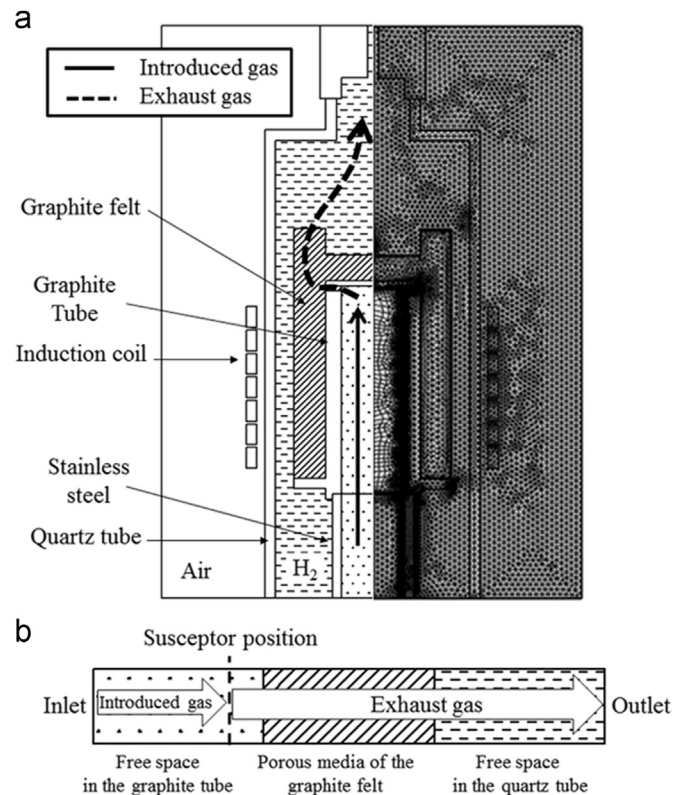 a
Introduced gas
Exhaust gas
Graphite felt
Graphite
Tube
Induction coil
Stainless
steel
Quartz tube
Air
H₂
b
Susceptor position
Inlet
Introduced gas
Exhaust gas
Outlet
Free space
in the graphite tube
Porous media of the
graphite felt
Free space
in the quartz tube